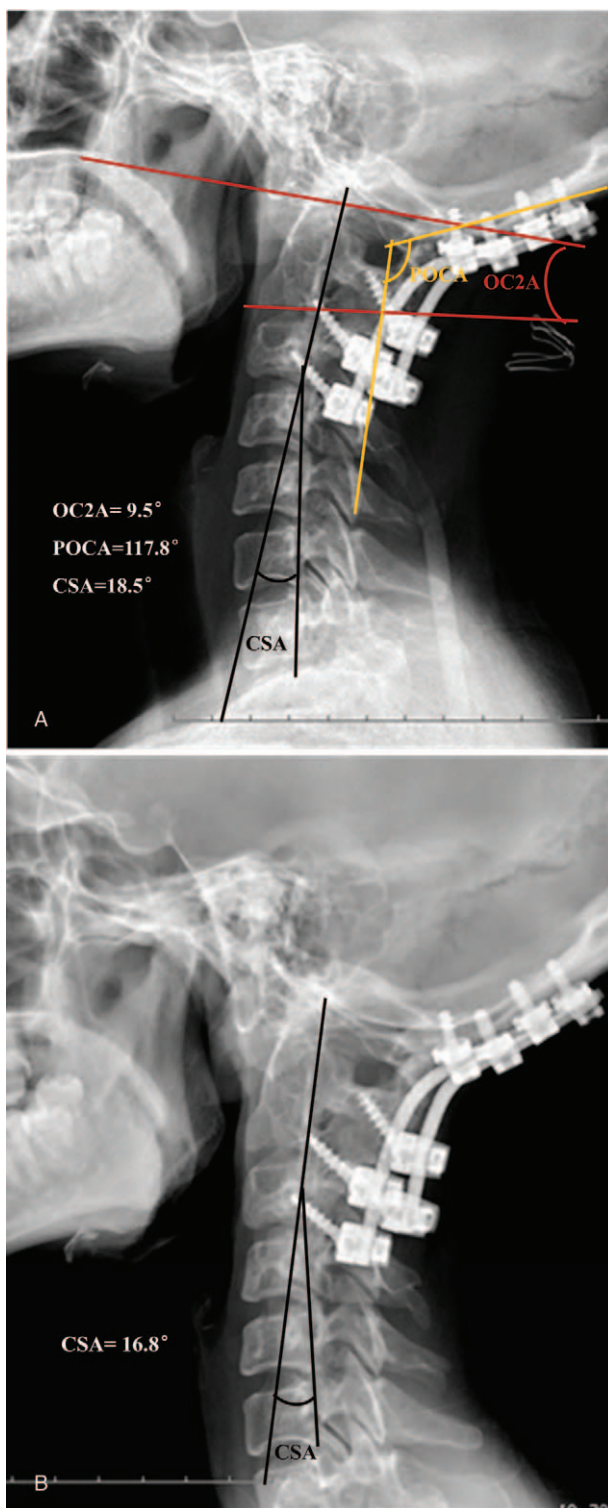 POCA
OC2A
OC2A= 9.5°
POCA=117.8°
CSA=18.5°
CSA
A
CSA= 16.8°
CSA
B